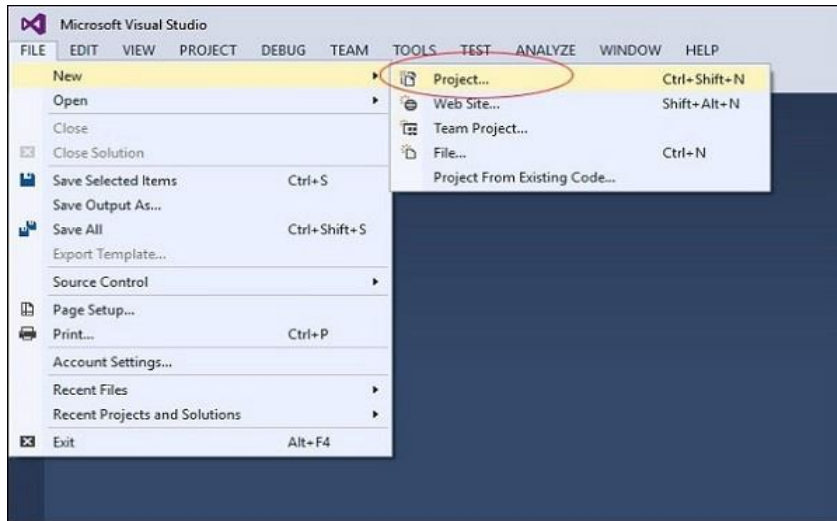 Microsoft Visual Studio
FILE EDIT VIEW PROJECT DEBUG TEAM TOOLS TEST ANALYZE WINDOW HELP
New
Open
Close
Close Solution
Save Selected Items Ctrl+S
Save Output As...
Save All Ctrl+Shift+S
Export Template...
Source Control
Page Setup...
Print... Ctrl+P
Account Settings...
Recent Files
Recent Projects and Solutions
Exit Alt+F4
Project... Ctrl+Shift+N
Web Site... Shift+Alt+N
Team Project...
File... Ctrl+N
Project From Existing Code...